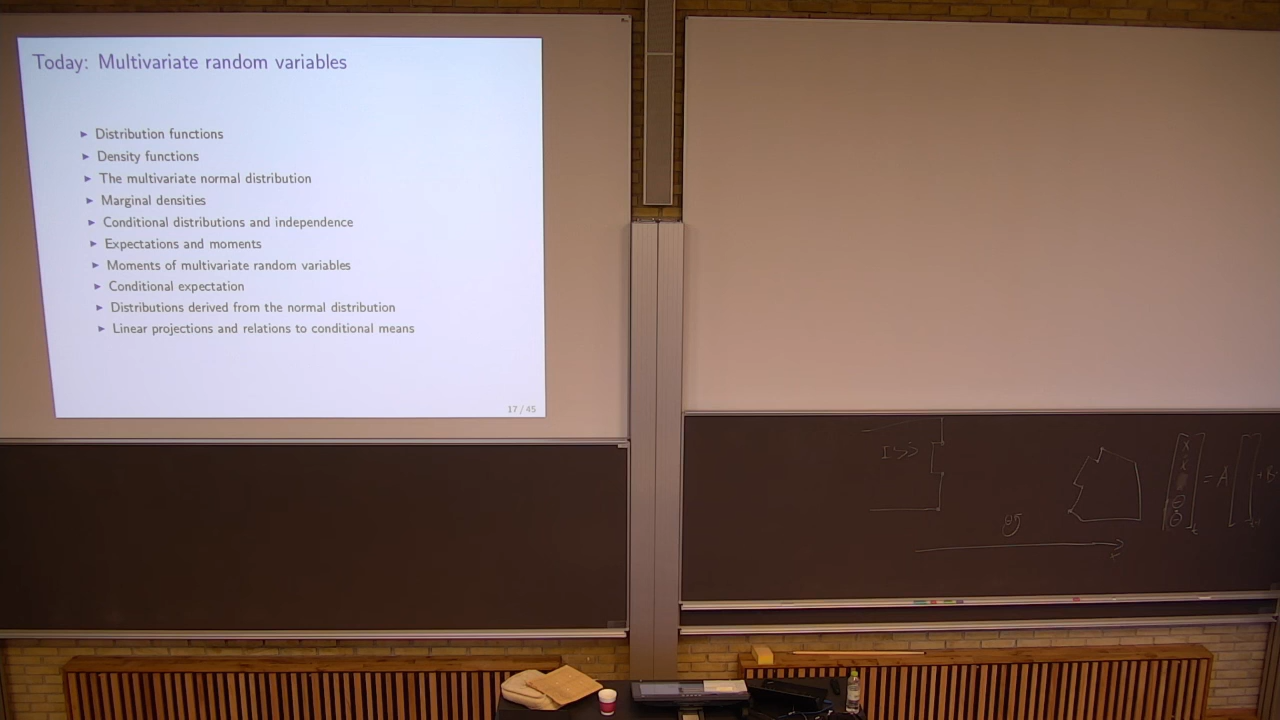 Today: Multivariate random variables
Distribution functions
Density functions
The multivariate normal distribution
Marginal densities
Conditional distributions and independence
Expectations and moments
Moments of multivariate random variables
Conditional expectation
Distributions derived from the normal distribution
Linear projections and relations to conditional means
17 / 45
= A